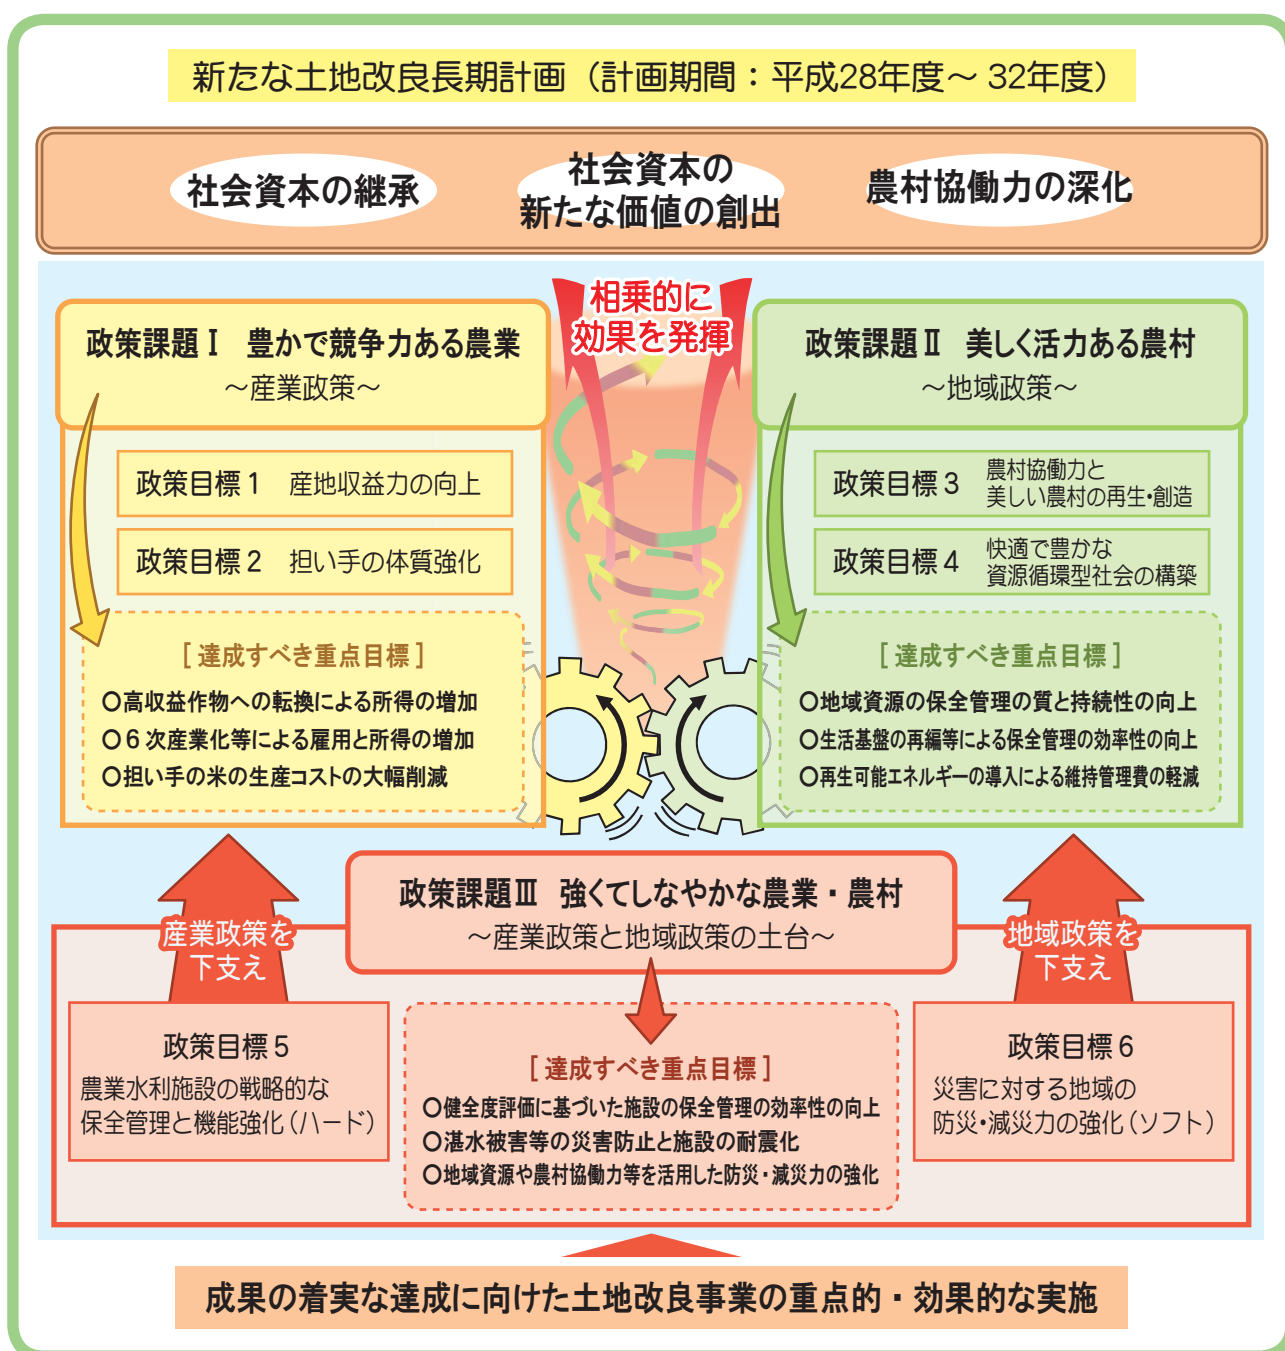 新たな土地改良長期計画（計画期間：平成28年度～32年度）
社会資本の継承
社会資本の
新たな価値の創出
農村協働力の深化
相乗的に
効果を発揮
政策課題Ⅰ　豊かで競争力ある農業
～産業政策～
政策目標1　産地収益力の向上
政策目標2　担い手の体質強化
［達成すべき重点目標］
○高収益作物への転換による所得の増加
○6次産業化等による雇用と所得の増加
○担い手の米の生産コストの大幅削減
政策課題Ⅱ　美しく活力ある農村
～地域政策～
政策目標3
農村協働力と
美しい農村の再生・創造
政策目標4
快適で豊かな
資源循環型社会の構築
［達成すべき重点目標］
○地域資源の保全管理の質と持続性の向上
○生活基盤の再編等による保全管理の効率性の向上
○再生可能エネルギーの導入による維持管理費の軽減
政策課題Ⅲ　強くてしなやかな農業・農村
～産業政策と地域政策の土台～
産業政策を
下支え
地域政策を
下支え
政策目標5
農業水利施設の戦略的な
保全管理と機能強化（ハード）
［達成すべき重点目標］
○健全度評価に基づいた施設の保全管理の効率性の向上
○湛水被害等の災害防止と施設の耐震化
○地域資源や農村協働力等を活用した防災・減災力の強化
政策目標6
災害に対する地域の
防災・減災力の強化（ソフト）
成果の着実な達成に向けた土地改良事業の重点的・効果的な実施